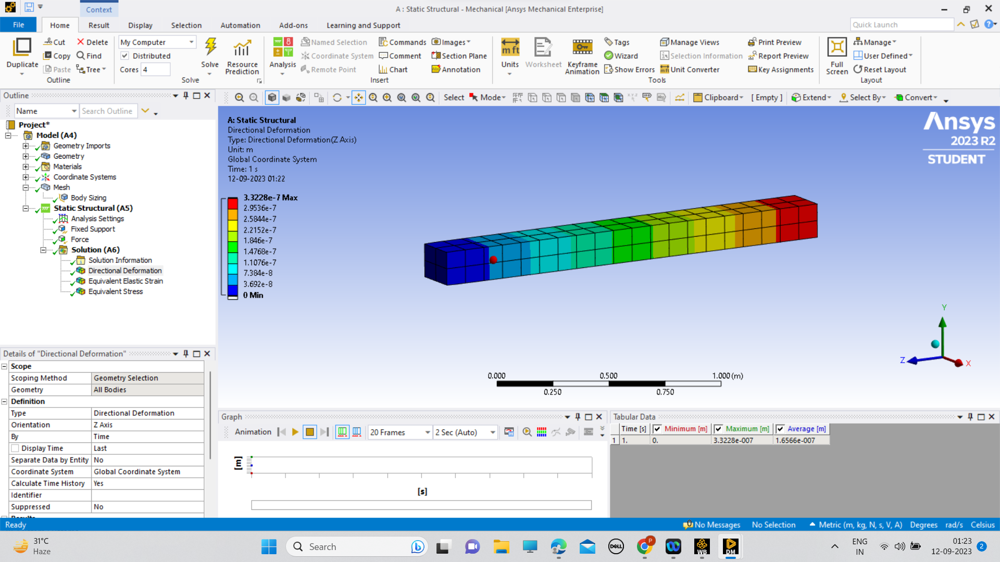 Context
A : Static Structural - Mechanical [Ansys Mechanical Enterprise]
File Home Result Display Selection Automation Add-ons Learning and Support
Quick Launch
Duplicate
Cut
Copy
Paste
Delete
Find
Tree
Outline
My Computer
Distributed
Cores 4
Solve
Resource Prediction
Solve
Analysis
Named Selection
Coordinate System
Remote Point
Commands
Comment
Chart
Images
Section Plane
Annotation
Insert
Units
Worksheet
Keyframe Animation
Tags
Wizard
Show Errors
Manage Views
Selection Information
Unit Converter
Print Preview
Report Preview
Key Assignments
Tools
Full Screen
Manage
User Defined
Reset Layout
Layout
Outline
Name Search Outline
Project*
Model (A4)
Geometry Imports
Geometry
Materials
Coordinate Systems
Mesh
Body Sizing
Static Structural (A5)
Analysis Settings
Fixed Support
Force
Solution (A6)
Solution Information
Directional Deformation
Equivalent Elastic Strain
Equivalent Stress
Select Mode Clipboard [ Empty ] Extend Select By Convert
A: Static Structural
Directional Deformation
Type: Directional Deformation(Z Axis)
Unit: m
Global Coordinate System
Time: 1 s
12-09-2023 01:22
3.3228e-7 Max
2.9536e-7
2.5844e-7
2.2152e-7
1.846e-7
1.4768e-7
1.1076e-7
7.384e-8
3.692e-8
0 Min
Ansys
2023 R2
STUDENT
Y
Z
X
0.000 0.500 1.000 (m)
0.250 0.750
Details of "Directional Deformation"
Scope
Scoping Method Geometry Selection
Geometry All Bodies
Definition
Type Directional Deformation
Orientation Z Axis
By Time
Display Time Last
Separate Data by Entity No
Coordinate System Global Coordinate System
Calculate Time History Yes
Identifier
Suppressed No
Results
Graph
Animation 20 Frames 2 Sec (Auto)
[m]
[s]
Tabular Data
Time [s] Minimum [m] Maximum [m] Average [m]
1 1. 0. 3.3228e-007 1.6566e-007
Ready No Messages No Selection Metric (m, kg, N, s, V, A) Degrees rad/s Celsius
31°C
Haze
Search
DELL
P
WB
DM
ENG
IN
01:23
12-09-2023
2